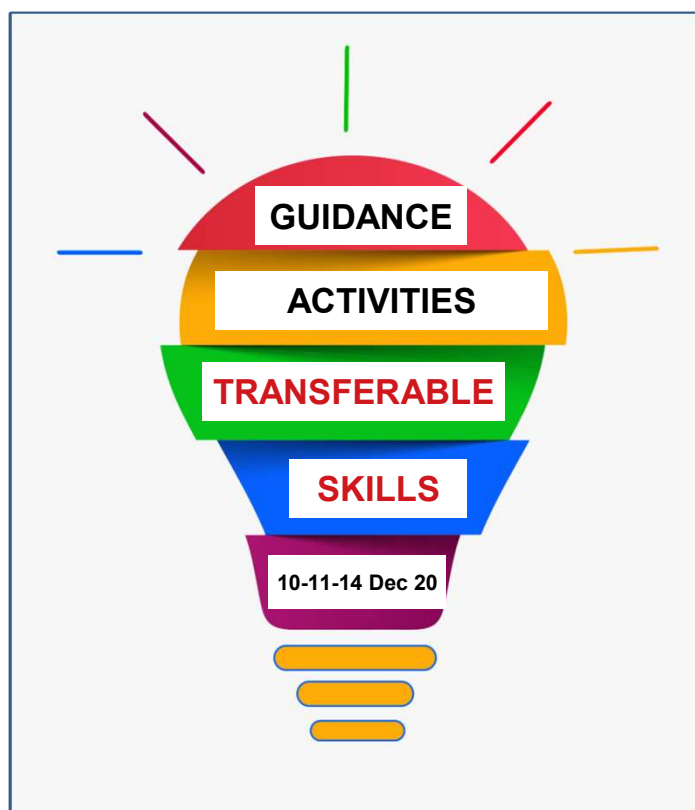 GUIDANCE
ACTIVITIES
TRANSFERABLE
SKILLS
10-11-14 Dec 20